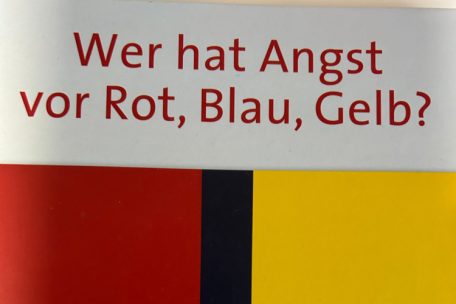 Wer hat Angst
vor Rot, Blau, Gelb?